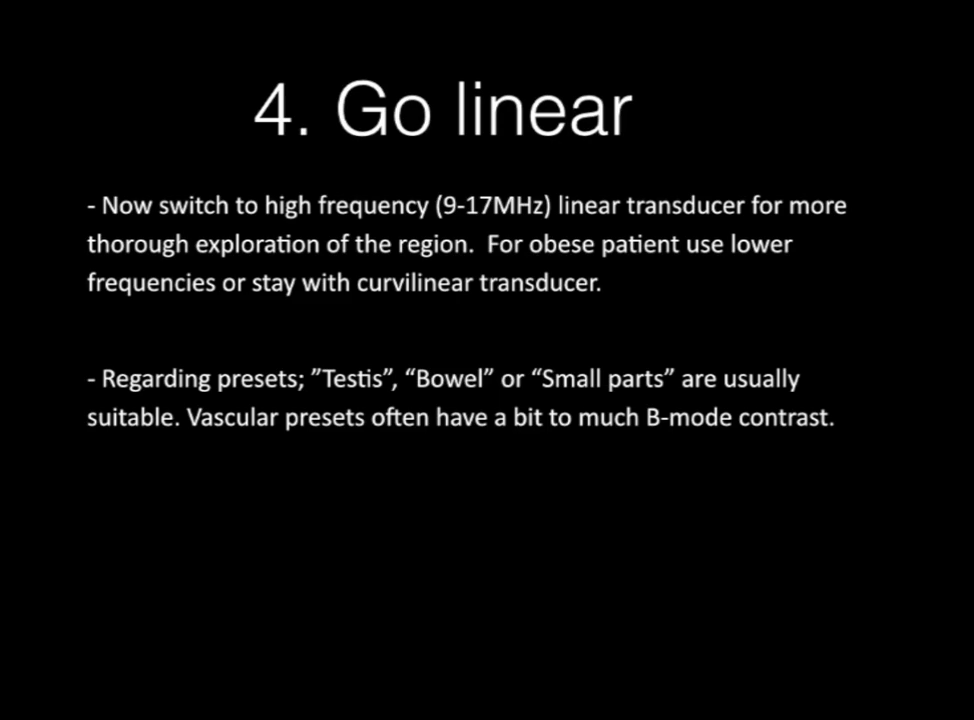 4. Go linear
- Now switch to high frequency (9-17MHz) linear transducer for more
thorough exploration of the region.  For obese patient use lower
frequencies or stay with curvilinear transducer.
- Regarding presets; ”Testis”, “Bowel” or “Small parts” are usually
suitable. Vascular presets often have a bit to much B-mode contrast.